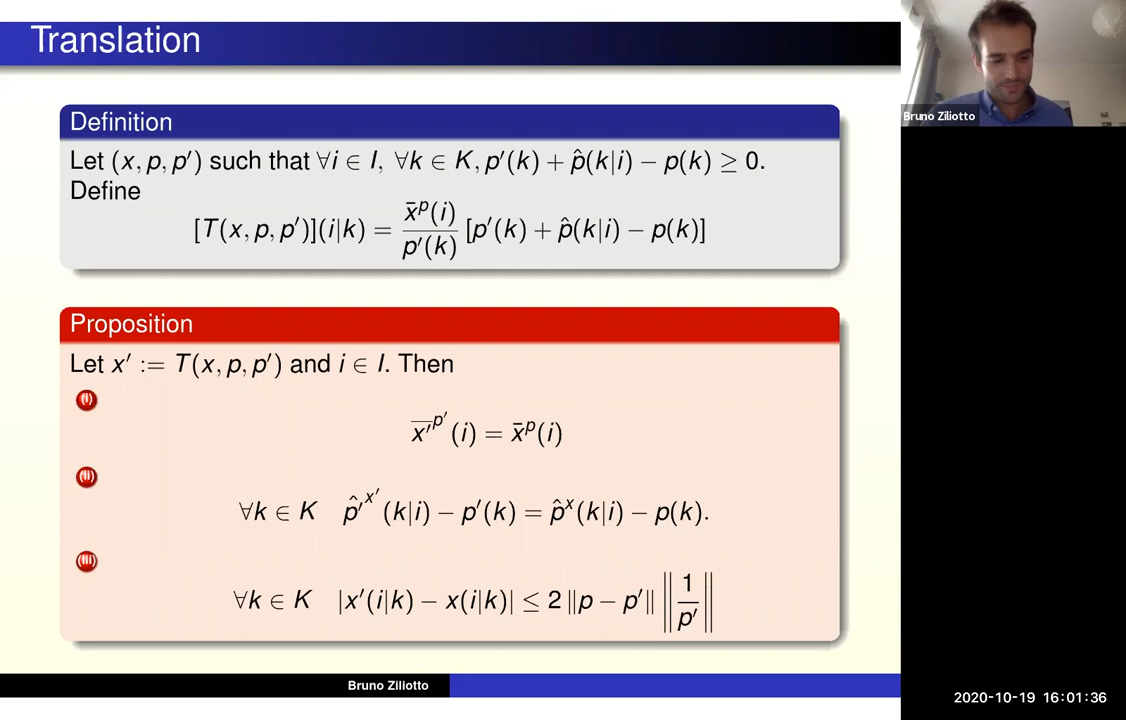 Translation
Definition
Let (x, p, p′) such that ∀i ∈ I, ∀k ∈ K, p′(k) + p̂(k|i) − p(k) ≥ 0.
Define
[T(x, p, p′)](i|k) = x̄ᵖ(i)/p′(k) [p′(k) + p̂(k|i) − p(k)]
Proposition
Let x′ := T(x, p, p′) and i ∈ I. Then
(i)
x̄′^{p′}(i) = x̄ᵖ(i)
(ii)
∀k ∈ K p̂′^{x′}(k|i) − p′(k) = p̂ˣ(k|i) − p(k).
(iii)
∀k ∈ K |x′(i|k) − x(i|k)| ≤ 2 ‖p − p′‖ ‖1/p′‖
Bruno Ziliotto
Bruno Ziliotto
2020-10-19 16:01:36